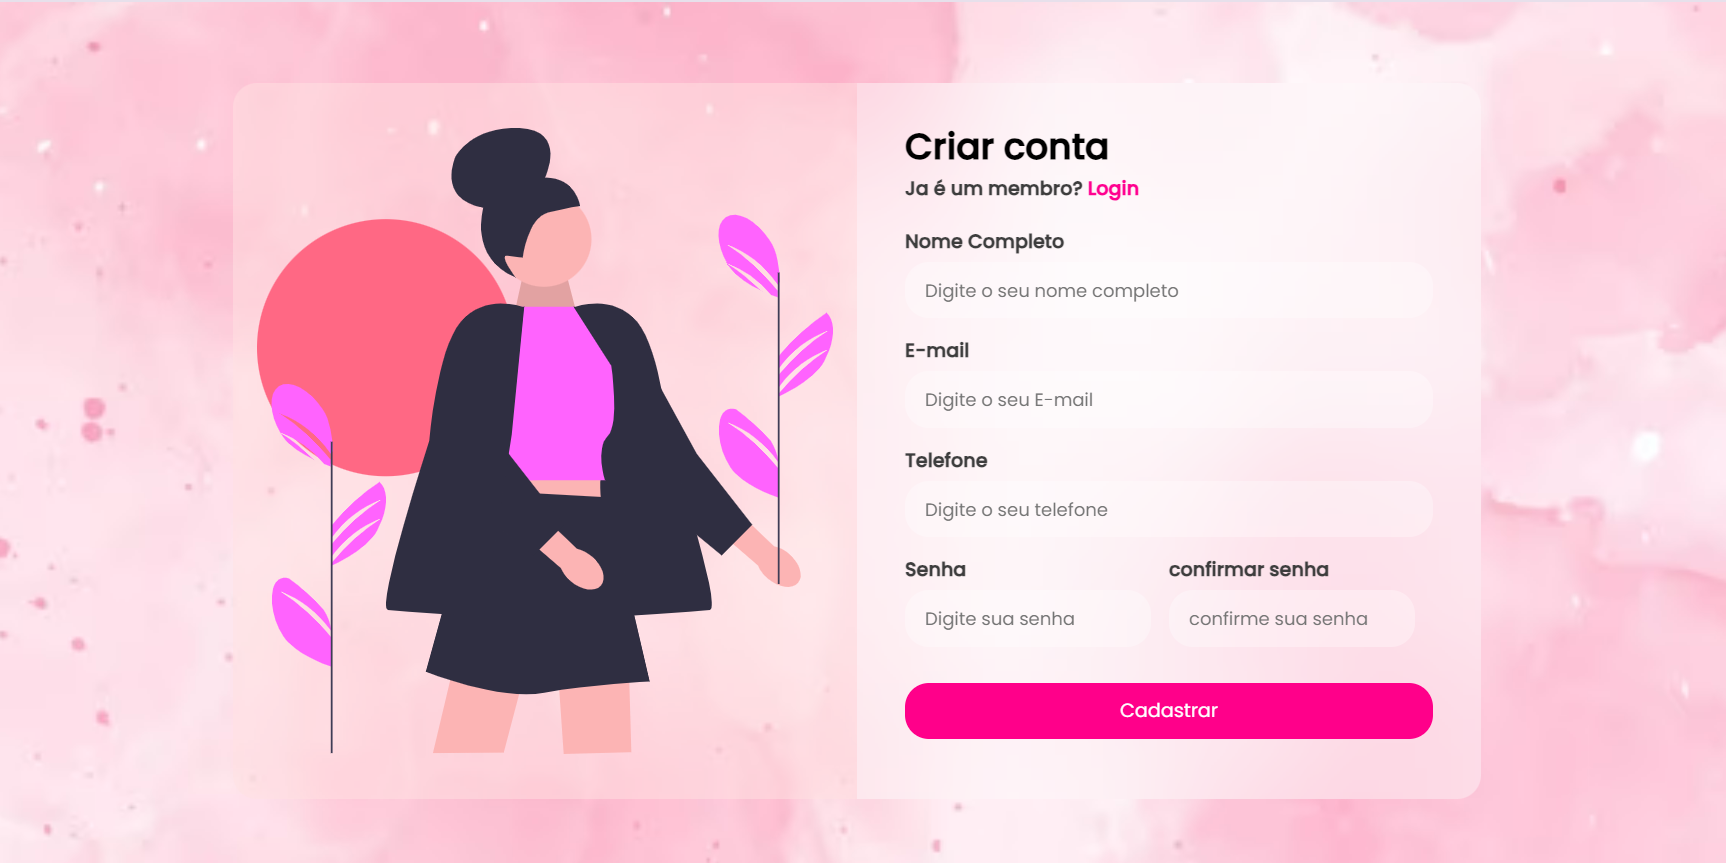 Criar conta
Ja é um membro? Login
Nome Completo
Digite o seu nome completo
E-mail
Digite o seu E-mail
Telefone
Digite o seu telefone
Senha confirmar senha
Digite sua senha confirme sua senha
Cadastrar